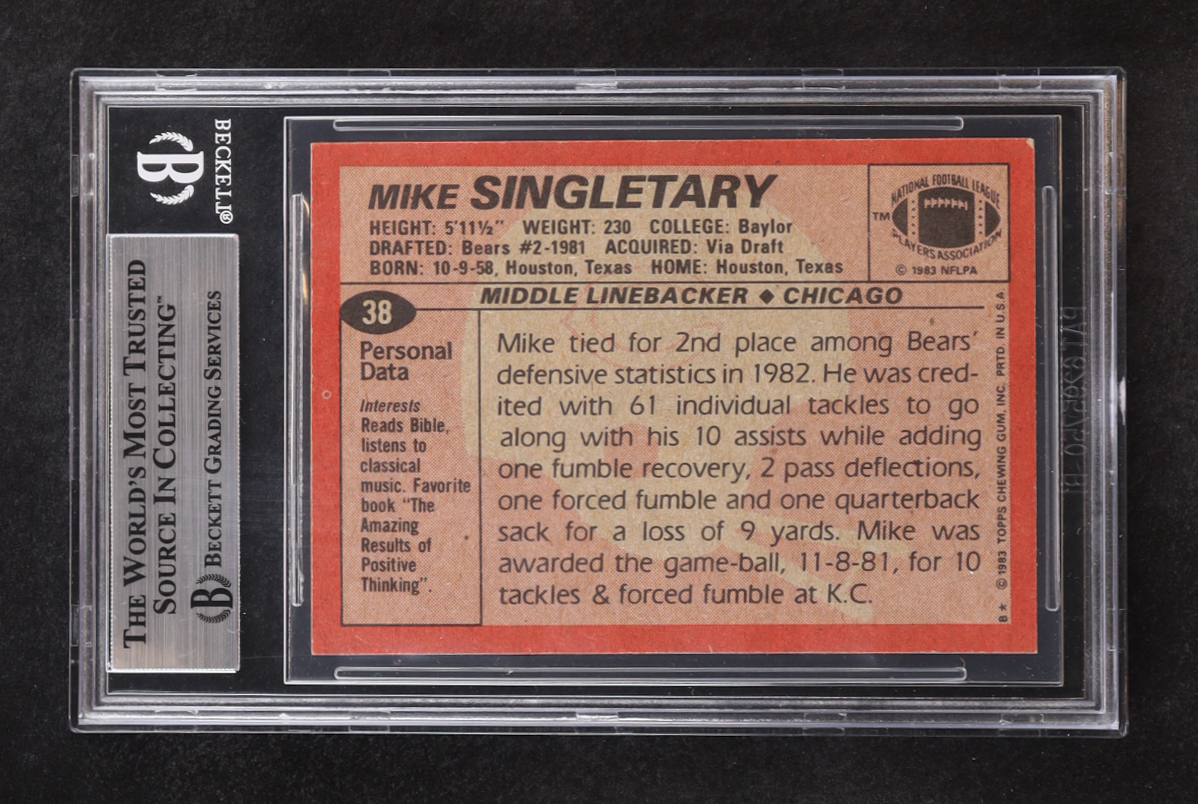 BECKETT®
B
THE WORLD'S MOST TRUSTED
SOURCE IN COLLECTING™
B BECKETT GRADING SERVICES
MIKE SINGLETARY
HEIGHT: 5'11½" WEIGHT: 230 COLLEGE: Baylor
DRAFTED: Bears #2-1981 ACQUIRED: Via Draft
BORN: 10-9-58, Houston, Texas HOME: Houston, Texas
NATIONAL FOOTBALL LEAGUE
TM
PLAYERS ASSOCIATION
© 1983 NFLPA
38
MIDDLE LINEBACKER ♦ CHICAGO
Personal
Data
Interests
Reads Bible,
listens to
classical
music. Favorite
book "The
Amazing
Results of
Positive
Thinking".
Mike tied for 2nd place among Bears'
defensive statistics in 1982. He was cred-
ited with 61 individual tackles to go
along with his 10 assists while adding
one fumble recovery, 2 pass deflections,
one forced fumble and one quarterback
sack for a loss of 9 yards. Mike was
awarded the game-ball, 11-8-81, for 10
tackles & forced fumble at K.C.
B★ © 1983 TOPPS CHEWING GUM, INC. PRTD. IN U.S.A.